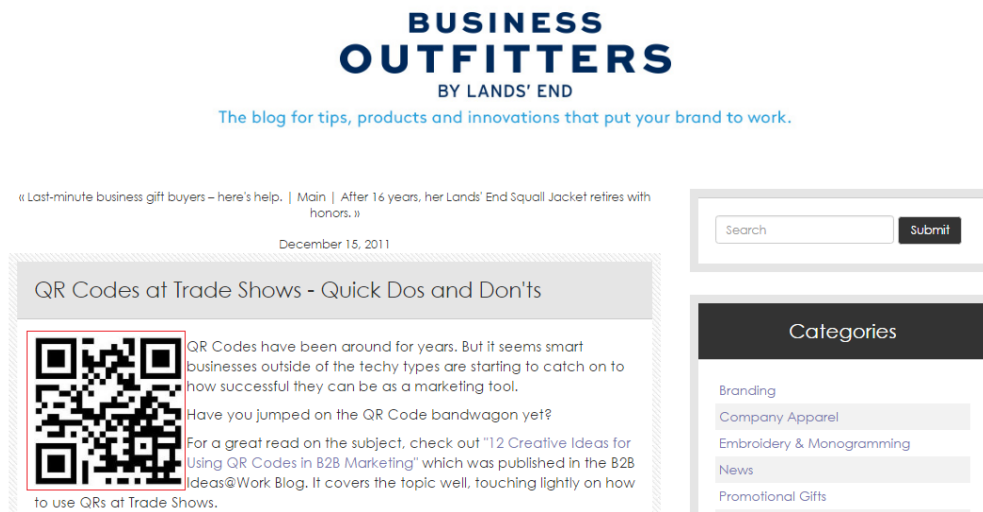 BUSINESS
OUTFITTERS
BY LANDS' END
The blog for tips, products and innovations that put your brand to work.
« Last-minute business gift buyers – here's help. | Main | After 16 years, her Lands' End Squall Jacket retires with
honors. »
December 15, 2011
QR Codes at Trade Shows - Quick Dos and Don'ts
QR Codes have been around for years. But it seems smart
businesses outside of the techy types are starting to catch on to
how successful they can be as a marketing tool.
Have you jumped on the QR Code bandwagon yet?
For a great read on the subject, check out "12 Creative Ideas for
Using QR Codes in B2B Marketing" which was published in the B2B
Ideas@Work Blog. It covers the topic well, touching lightly on how
to use QRs at Trade Shows.
Search
Submit
Categories
Branding
Company Apparel
Embroidery & Monogramming
News
Promotional Gifts